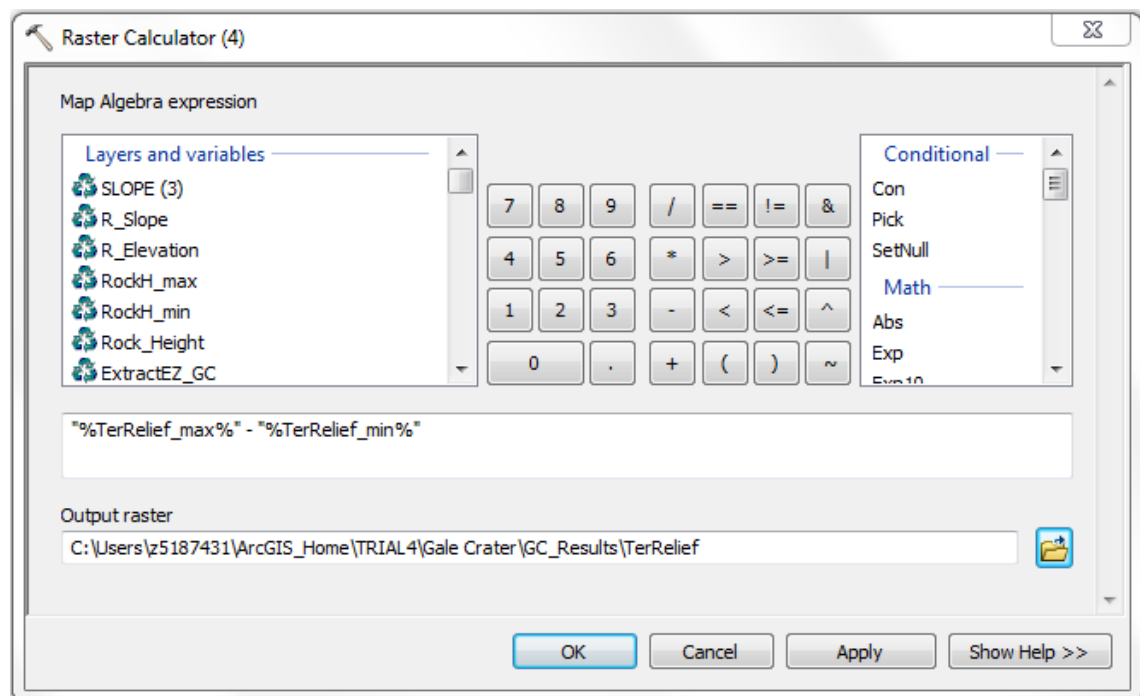 Raster Calculator (4)
Map Algebra expression
Layers and variables
SLOPE (3)
R_Slope
R_Elevation
RockH_max
RockH_min
Rock_Height
ExtractEZ_GC
7 8 9 / == != &
4 5 6 * > >= |
1 2 3 - < <= ^
0 . + ( ) ~
Conditional
Con
Pick
SetNull
Math
Abs
Exp
Exp10
"%TerRelief_max%" - "%TerRelief_min%"
Output raster
C:\Users\z5187431\ArcGIS_Home\TRIAL4\Gale Crater\GC_Results\TerRelief
OK Cancel Apply Show Help >>